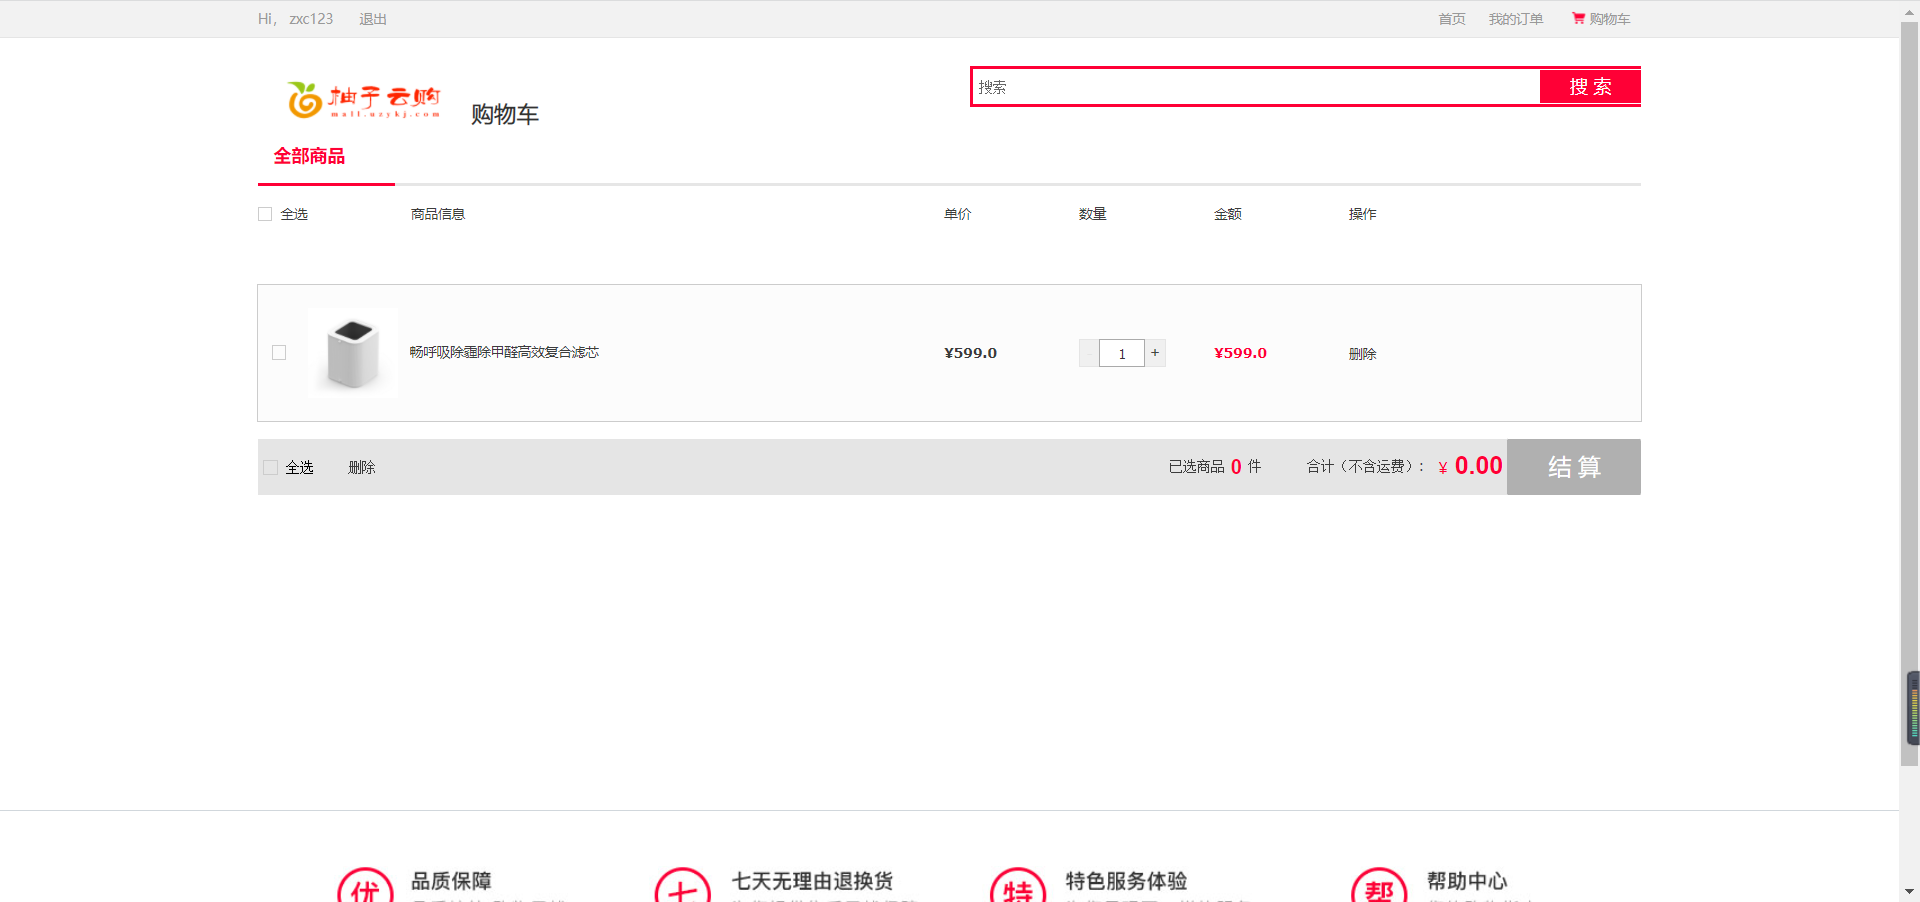 Hi， zxc123 退出 首页 我的订单 购物车
柚子云购
mall.uzykj.com
购物车
搜索 搜 索
全部商品
全选 商品信息 单价 数量 金额 操作
畅呼吸除霾除甲醛高效复合滤芯 ¥599.0 - 1 + ¥599.0 删除
全选 删除 已选商品 0 件 合计（不含运费）： ¥ 0.00 结 算
优 品质保障 七 七天无理由退换货 特 特色服务体验 帮 帮助中心